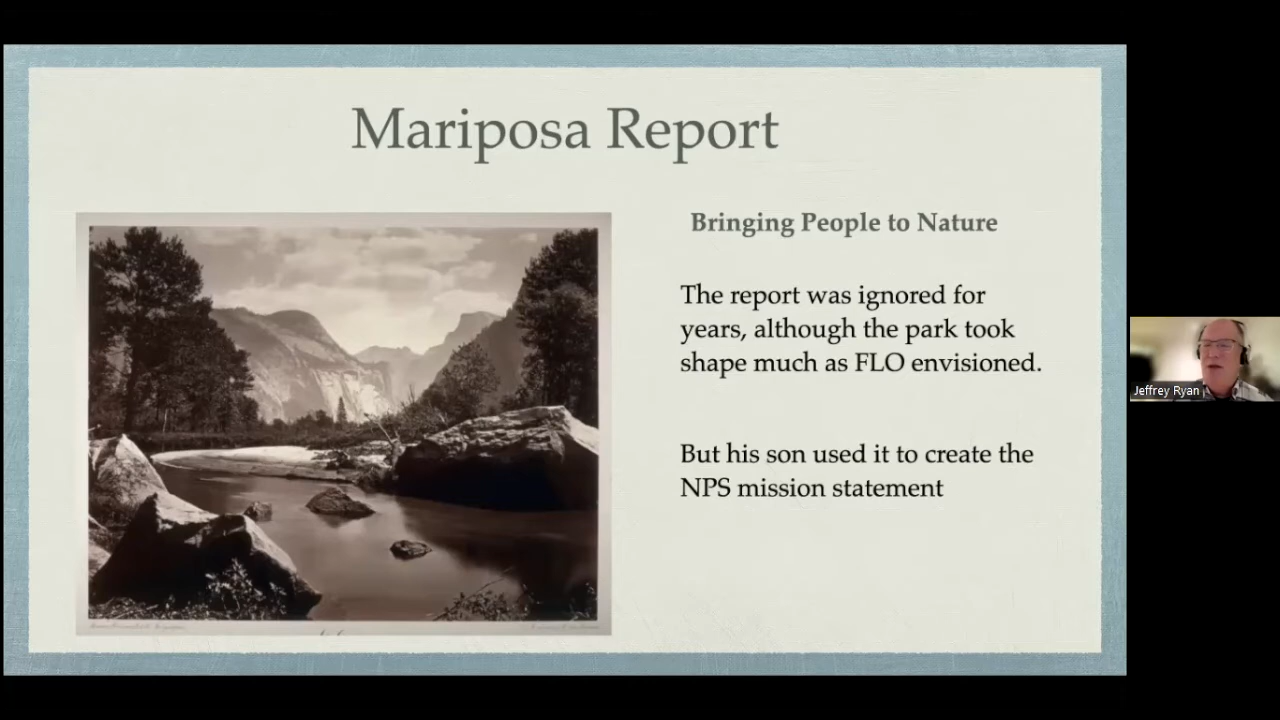 Mariposa Report
Bringing People to Nature
The report was ignored for
years, although the park took
shape much as FLO envisioned.
But his son used it to create the
NPS mission statement
Jeffrey Ryan